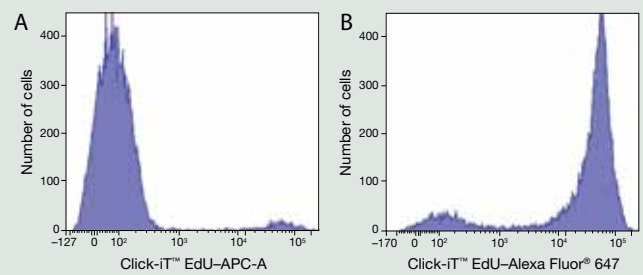 A
Number of cells
400
300
200
100
0
–127 0 10² 10³ 10⁴ 10⁵
Click-iT™ EdU–APC-A
B
Number of cells
400
300
200
100
0
–170 0 10² 10³ 10⁴ 10⁵
Click-iT™ EdU–Alexa Fluor® 647